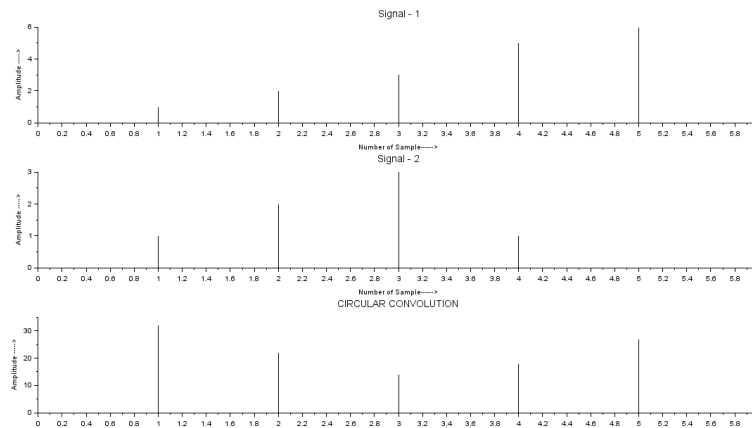 Signal - 1
6
4
2
0
Amplitude ----->
0 0.2 0.4 0.6 0.8 1 1.2 1.4 1.6 1.8 2 2.2 2.4 2.6 2.8 3 3.2 3.4 3.6 3.8 4 4.2 4.4 4.6 4.8 5 5.2 5.4 5.6 5.8
Number of Sample------>
Signal - 2
3
2
1
0
Amplitude ----->
0 0.2 0.4 0.6 0.8 1 1.2 1.4 1.6 1.8 2 2.2 2.4 2.6 2.8 3 3.2 3.4 3.6 3.8 4 4.2 4.4 4.6 4.8 5 5.2 5.4 5.6 5.8
Number of Sample------>
CIRCULAR CONVOLUTION
30
20
10
0
Amplitude ----->
0 0.2 0.4 0.6 0.8 1 1.2 1.4 1.6 1.8 2 2.2 2.4 2.6 2.8 3 3.2 3.4 3.6 3.8 4 4.2 4.4 4.6 4.8 5 5.2 5.4 5.6 5.8